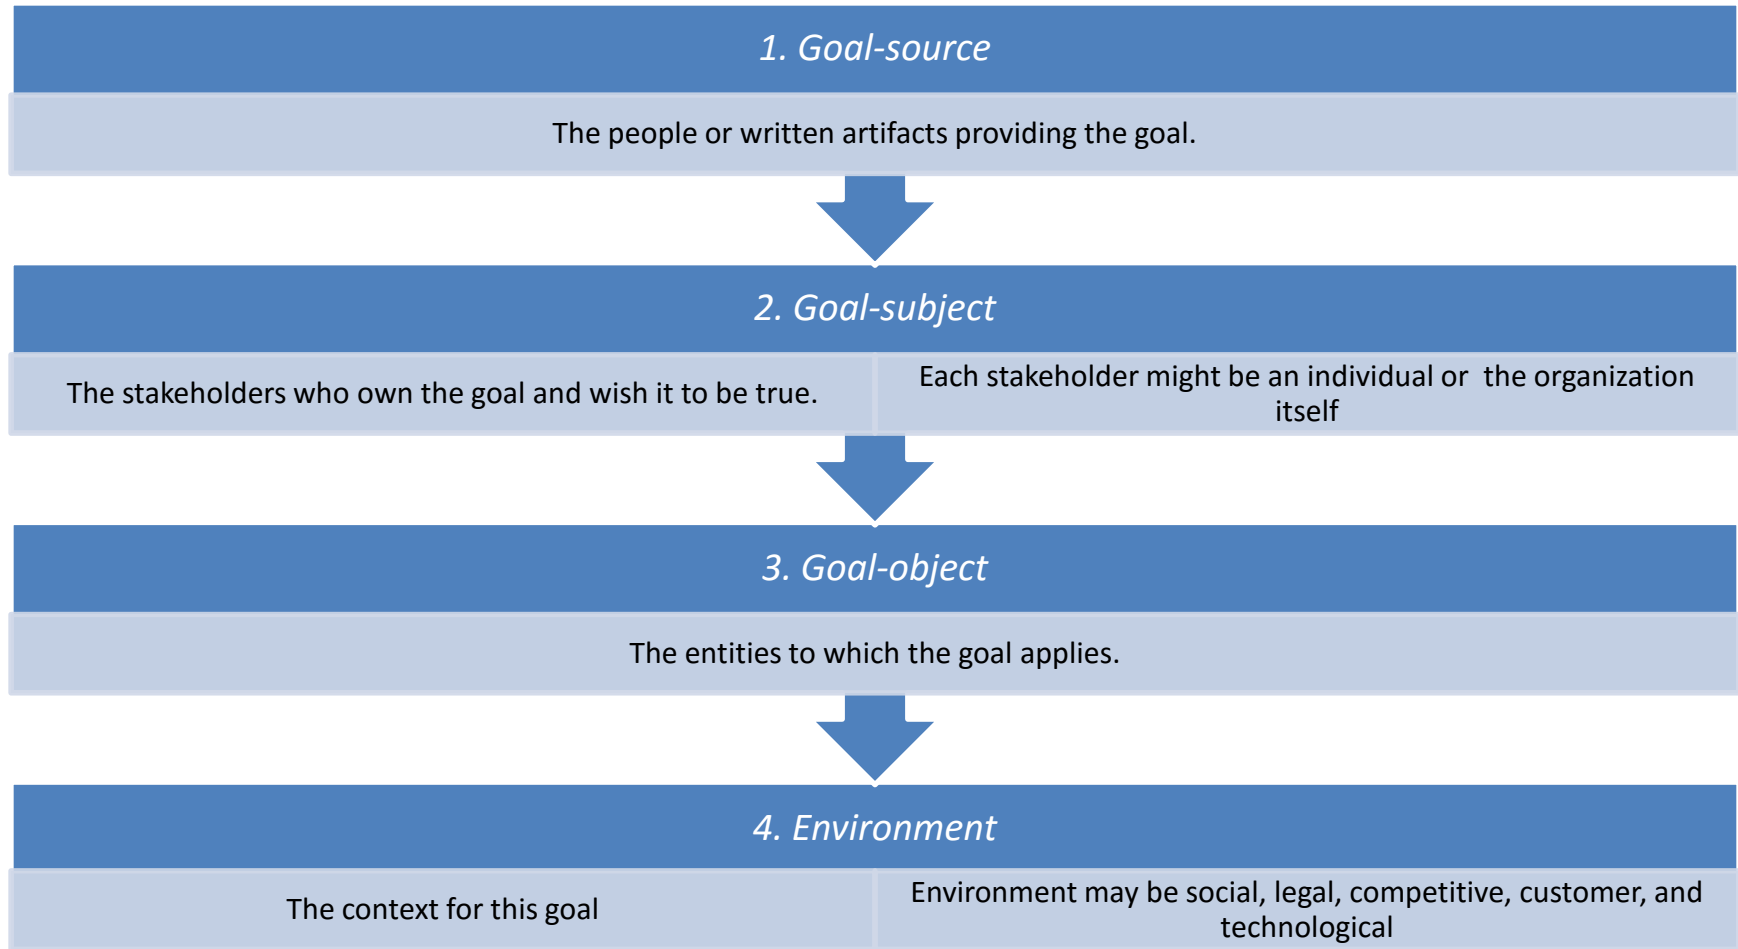 1. Goal-source
The people or written artifacts providing the goal.
2. Goal-subject
The stakeholders who own the goal and wish it to be true.
Each stakeholder might be an individual or  the organization
itself
3. Goal-object
The entities to which the goal applies.
4. Environment
The context for this goal
Environment may be social, legal, competitive, customer, and
technological